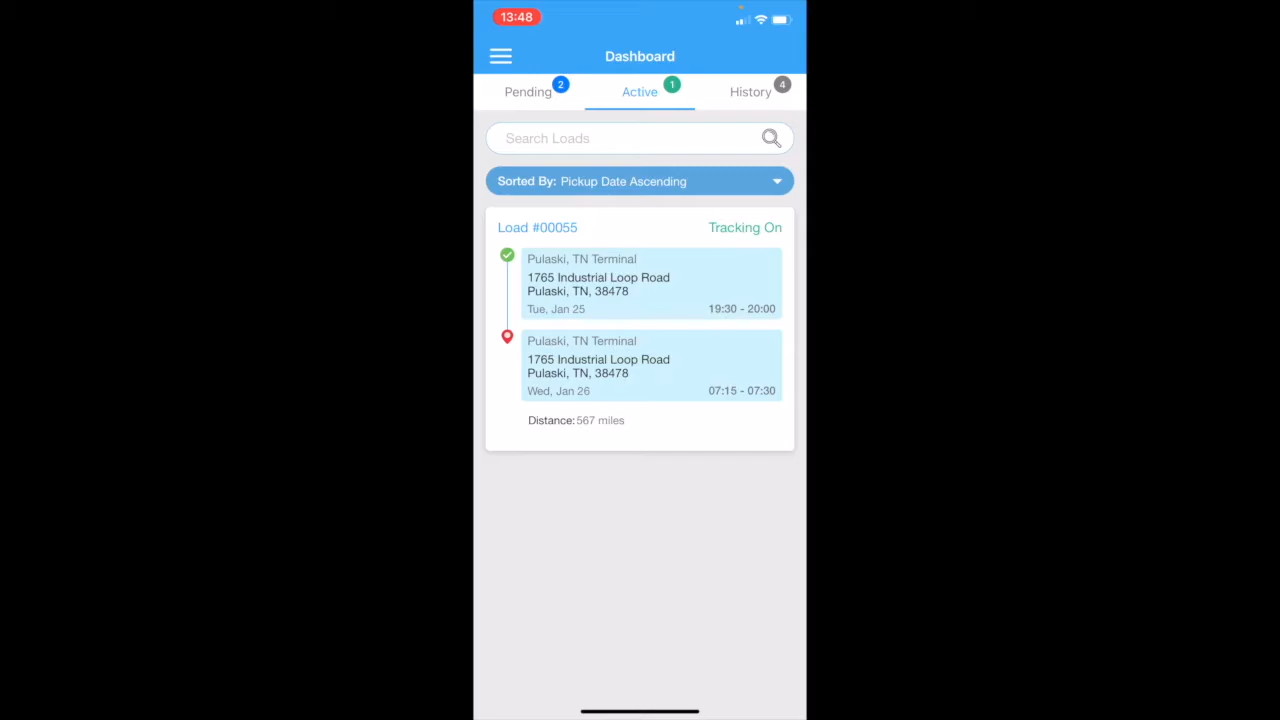 13:48
Dashboard
Pending 2
Active 1
History 4
Search Loads
Sorted By: Pickup Date Ascending
Load #00055 Tracking On
Pulaski, TN Terminal
1765 Industrial Loop Road
Pulaski, TN, 38478
Tue, Jan 25 19:30 - 20:00
Pulaski, TN Terminal
1765 Industrial Loop Road
Pulaski, TN, 38478
Wed, Jan 26 07:15 - 07:30
Distance: 567 miles